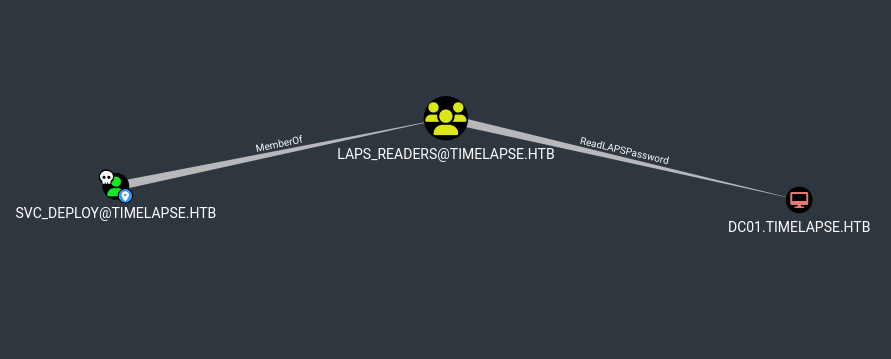 MemberOf
ReadLAPSPassword
LAPS_READERS@TIMELAPSE.HTB
SVC_DEPLOY@TIMELAPSE.HTB
DC01.TIMELAPSE.HTB